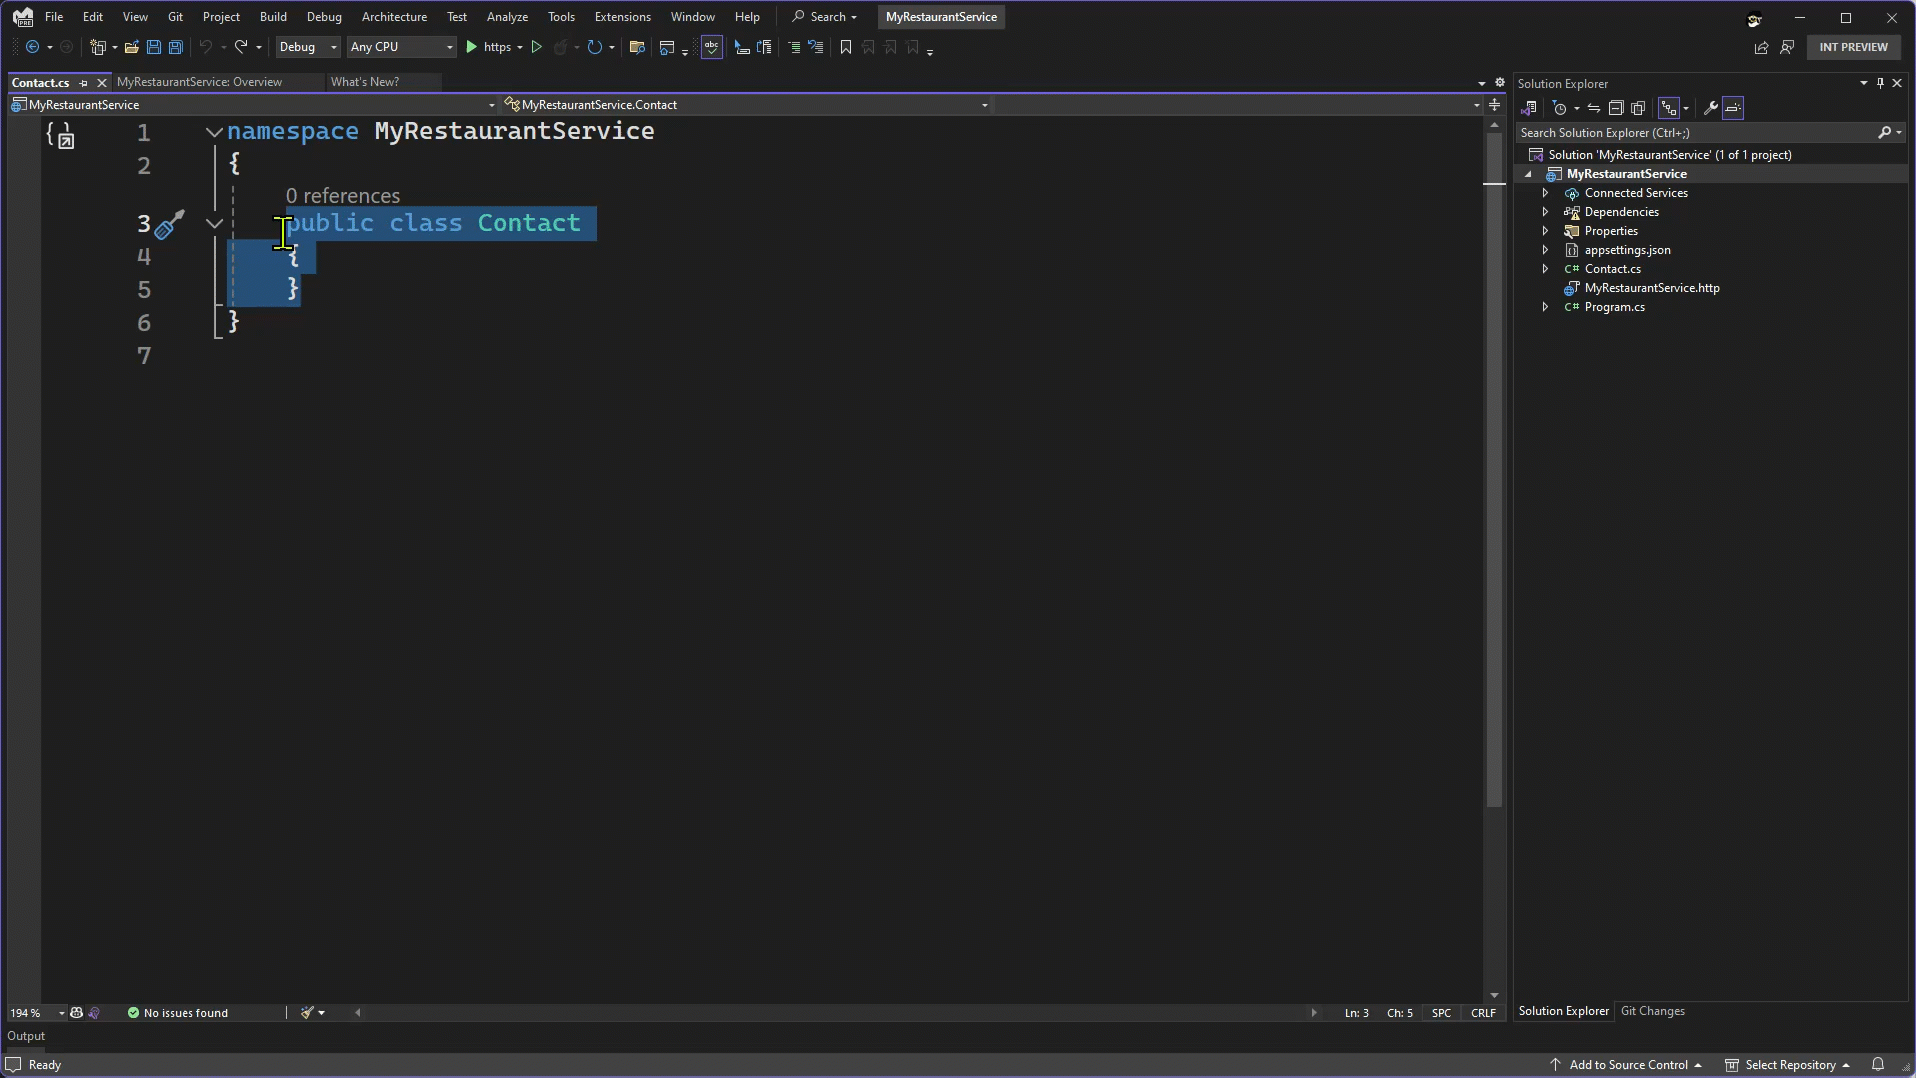 File Edit View Git Project Build Debug Architecture Test Analyze Tools Extensions Window Help Search MyRestaurantService
Debug Any CPU https INT PREVIEW
Contact.cs MyRestaurantService: Overview What's New?
MyRestaurantService MyRestaurantService.Contact
1 namespace MyRestaurantService
2 {
0 references
3 public class Contact
4 {
5 }
6 }
7
Solution Explorer
Search Solution Explorer (Ctrl+;)
Solution 'MyRestaurantService' (1 of 1 project)
MyRestaurantService
Connected Services
Dependencies
Properties
appsettings.json
C# Contact.cs
MyRestaurantService.http
C# Program.cs
194 % No issues found Ln: 3 Ch: 5 SPC CRLF
Solution Explorer Git Changes
Output
Ready Add to Source Control Select Repository